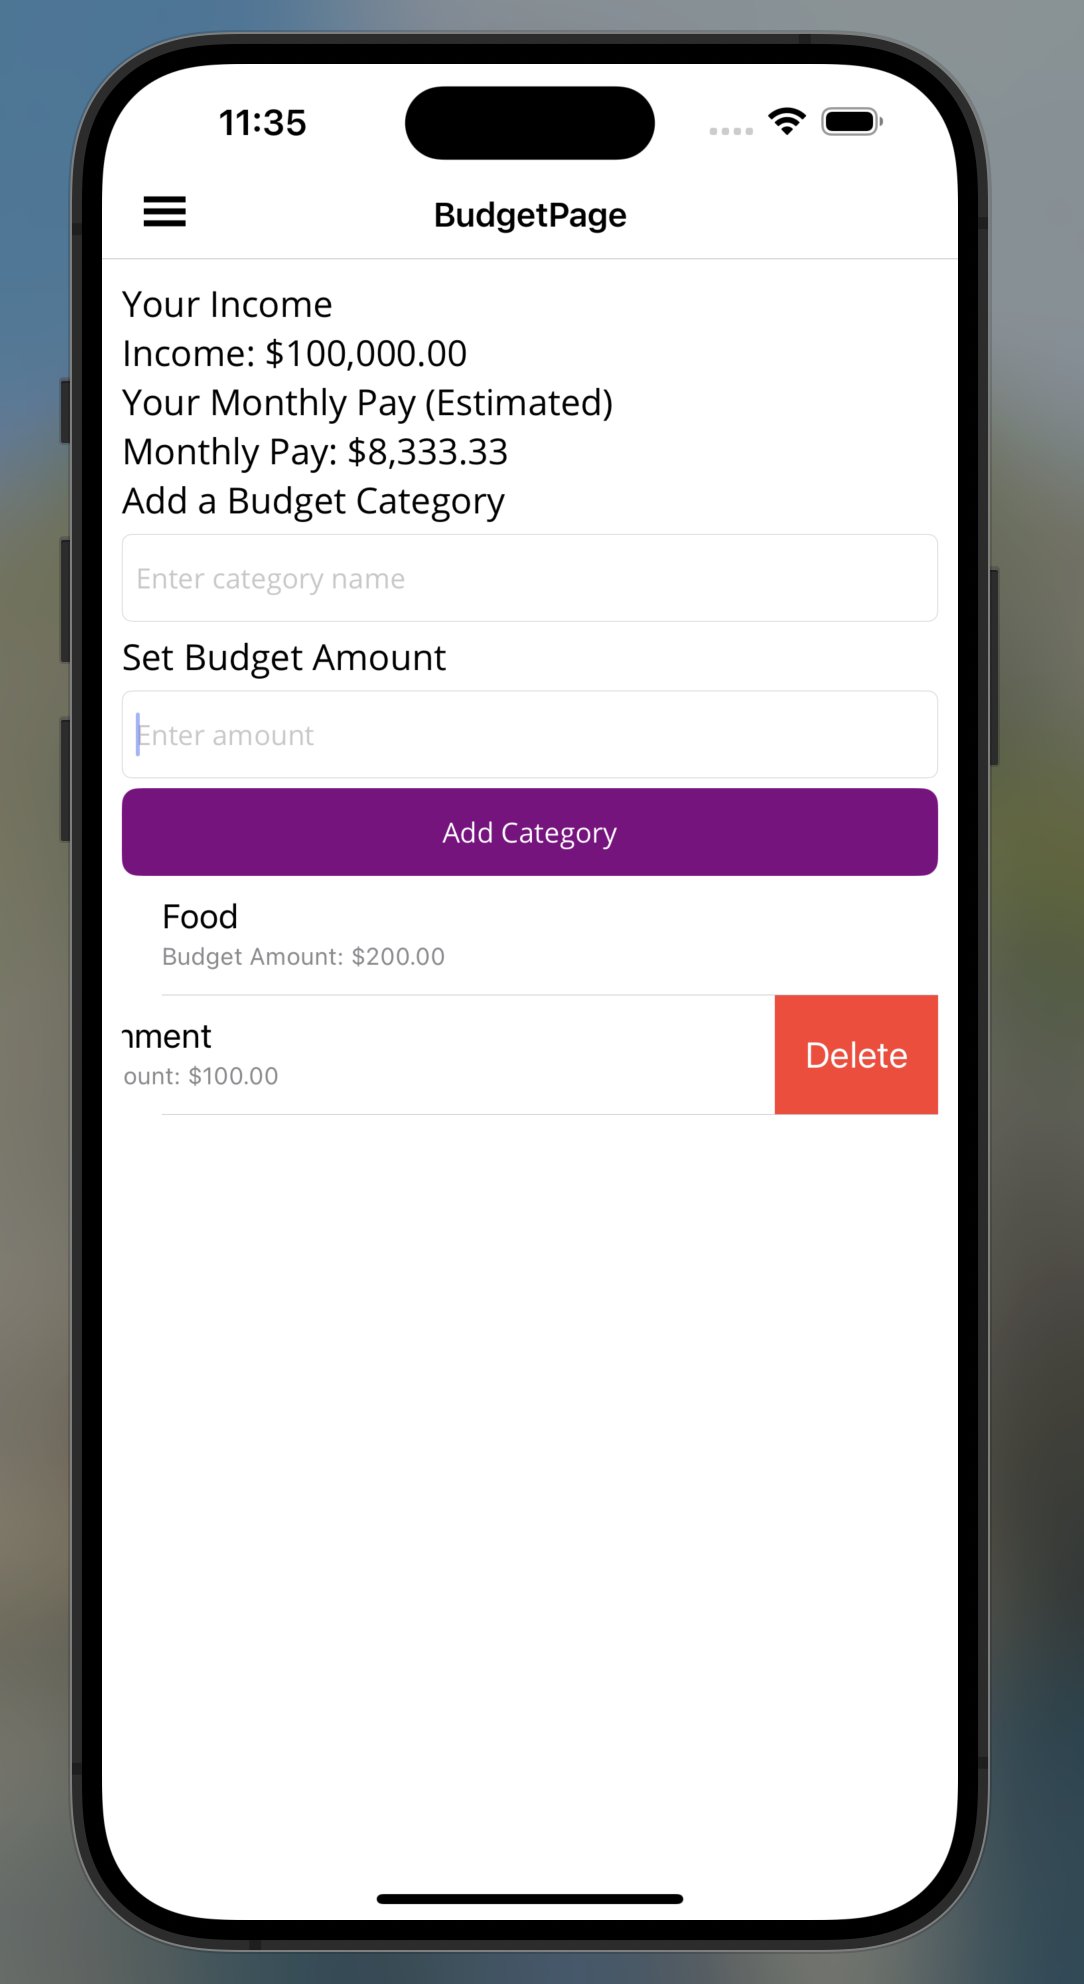 11:35
BudgetPage
Your Income
Income: $100,000.00
Your Monthly Pay (Estimated)
Monthly Pay: $8,333.33
Add a Budget Category
Enter category name
Set Budget Amount
Enter amount
Add Category
Food
Budget Amount: $200.00
nment
ount: $100.00
Delete